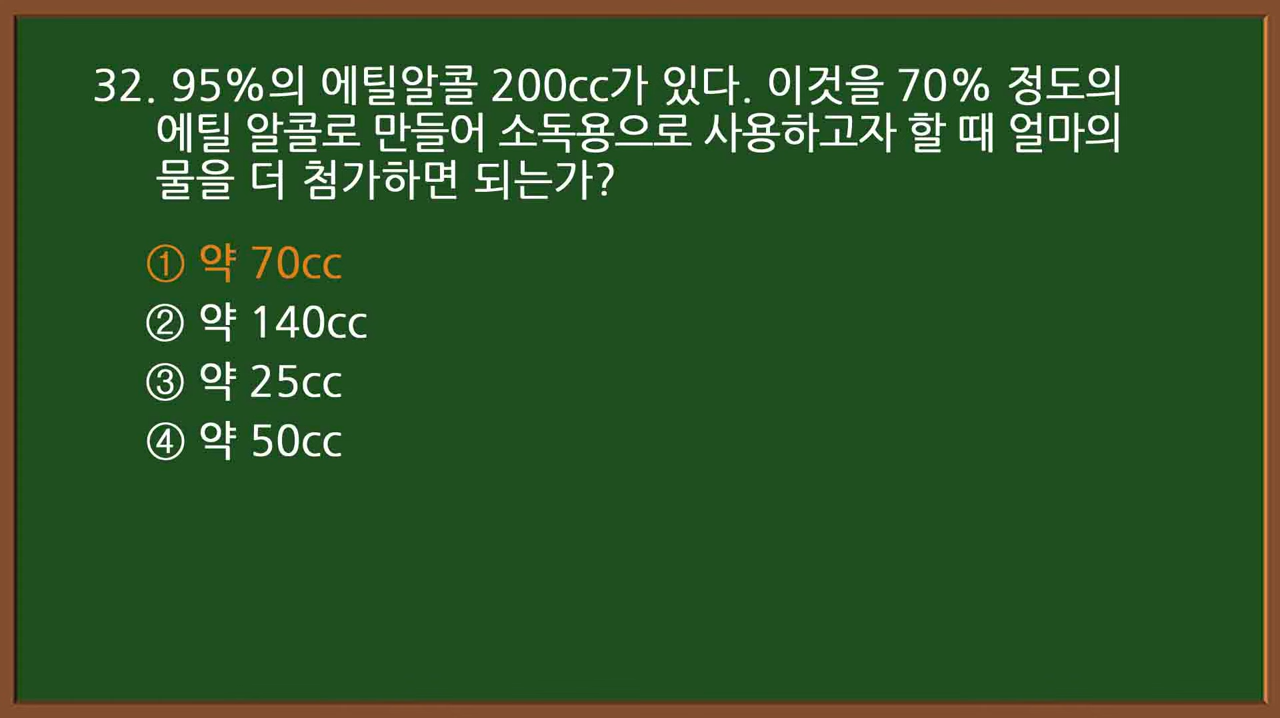 32. 95%의 에틸알콜 200cc가 있다. 이것을 70% 정도의
에틸 알콜로 만들어 소독용으로 사용하고자 할 때 얼마의
물을 더 첨가하면 되는가?
① 약 70cc
② 약 140cc
③ 약 25cc
④ 약 50cc